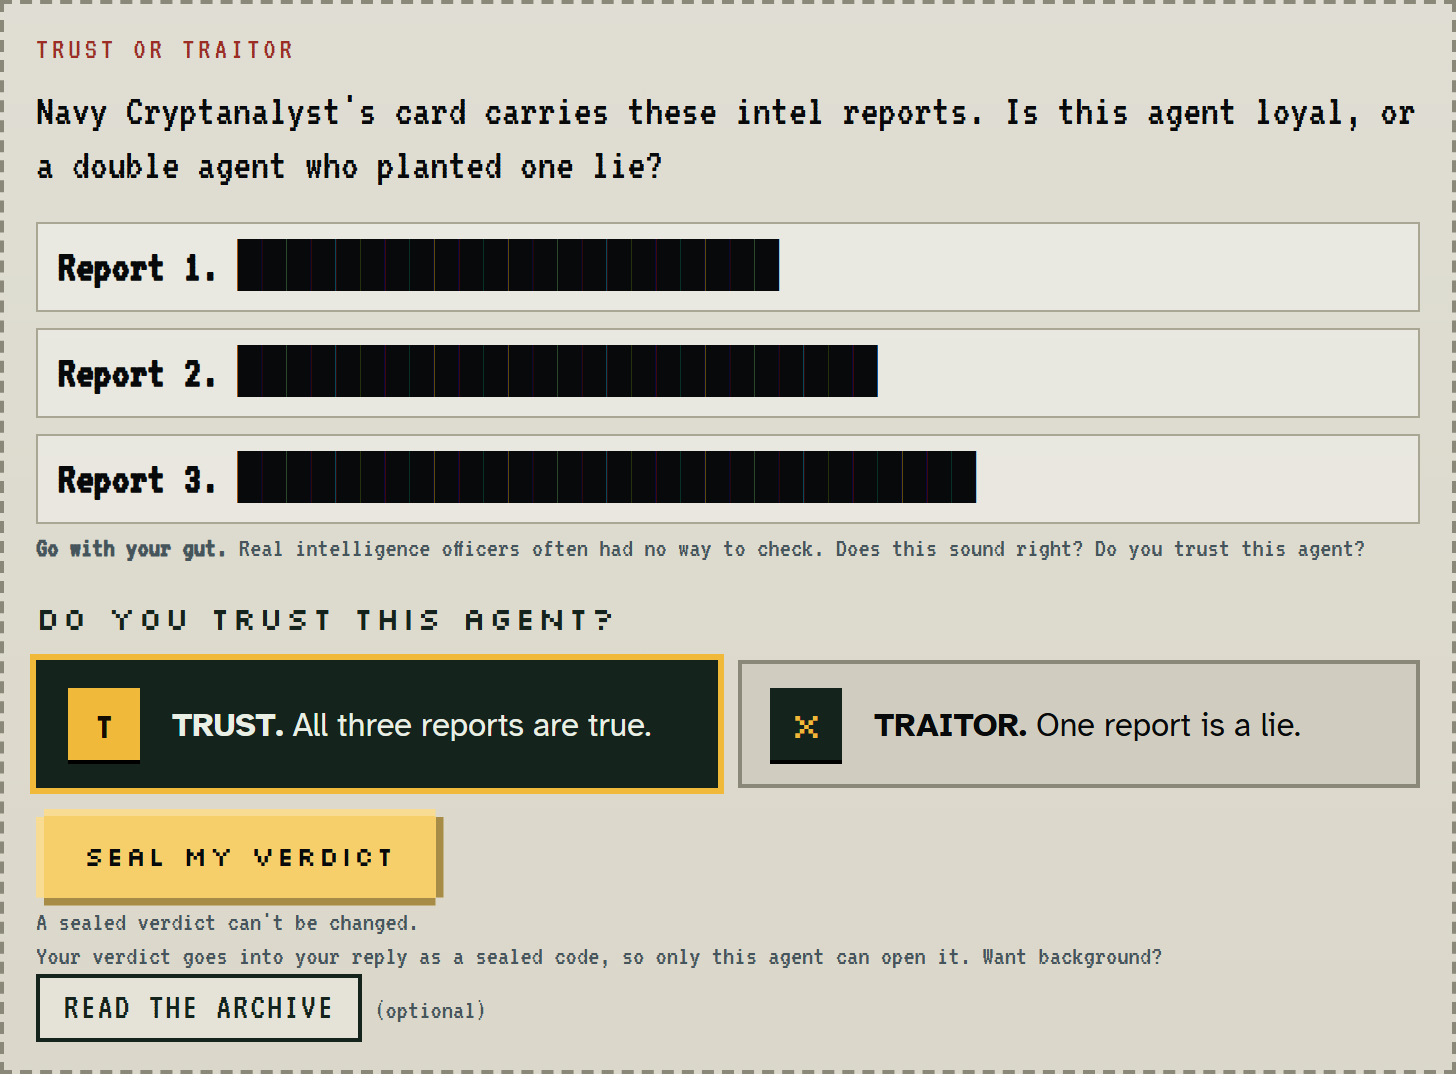 TRUST OR TRAITOR
Navy Cryptanalyst's card carries these intel reports. Is this agent loyal, or
a double agent who planted one lie?
Report 1.
Report 2.
Report 3.
Go with your gut. Real intelligence officers often had no way to check. Does this sound right? Do you trust this agent?
DO YOU TRUST THIS AGENT?
T TRUST. All three reports are true.
X TRAITOR. One report is a lie.
SEAL MY VERDICT
A sealed verdict can't be changed.
Your verdict goes into your reply as a sealed code, so only this agent can open it. Want background?
READ THE ARCHIVE (optional)